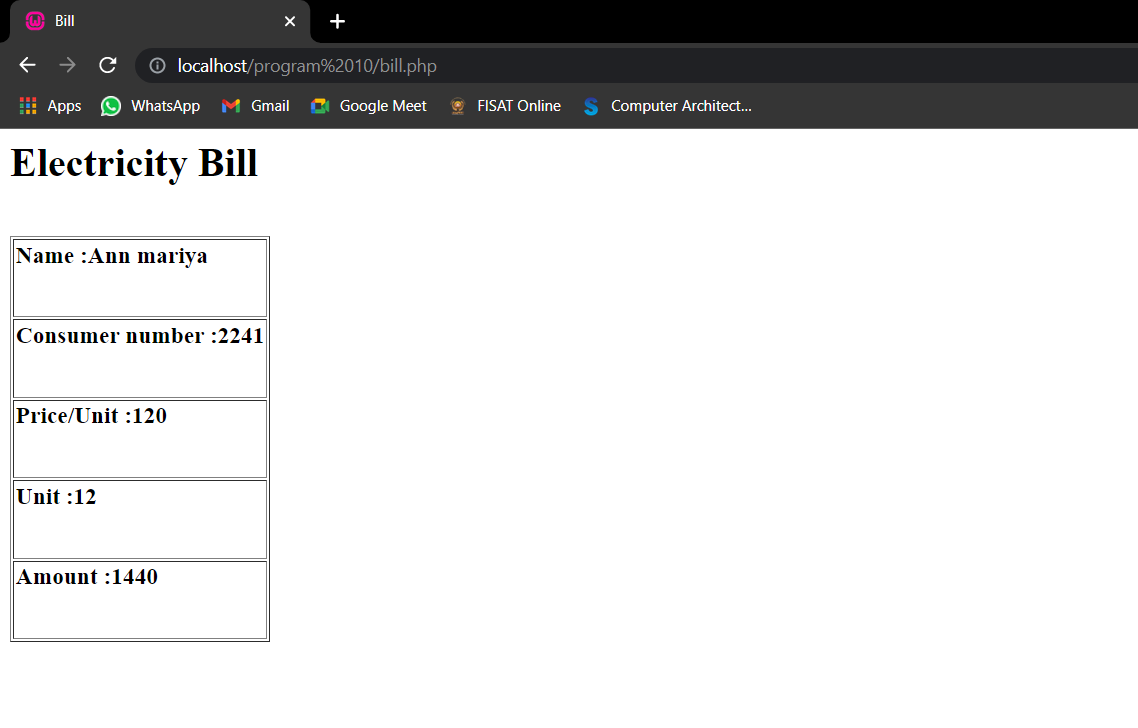 Bill
localhost/program%2010/bill.php
Apps WhatsApp Gmail Google Meet FISAT Online Computer Architect...
Electricity Bill
Name :Ann mariya
Consumer number :2241
Price/Unit :120
Unit :12
Amount :1440